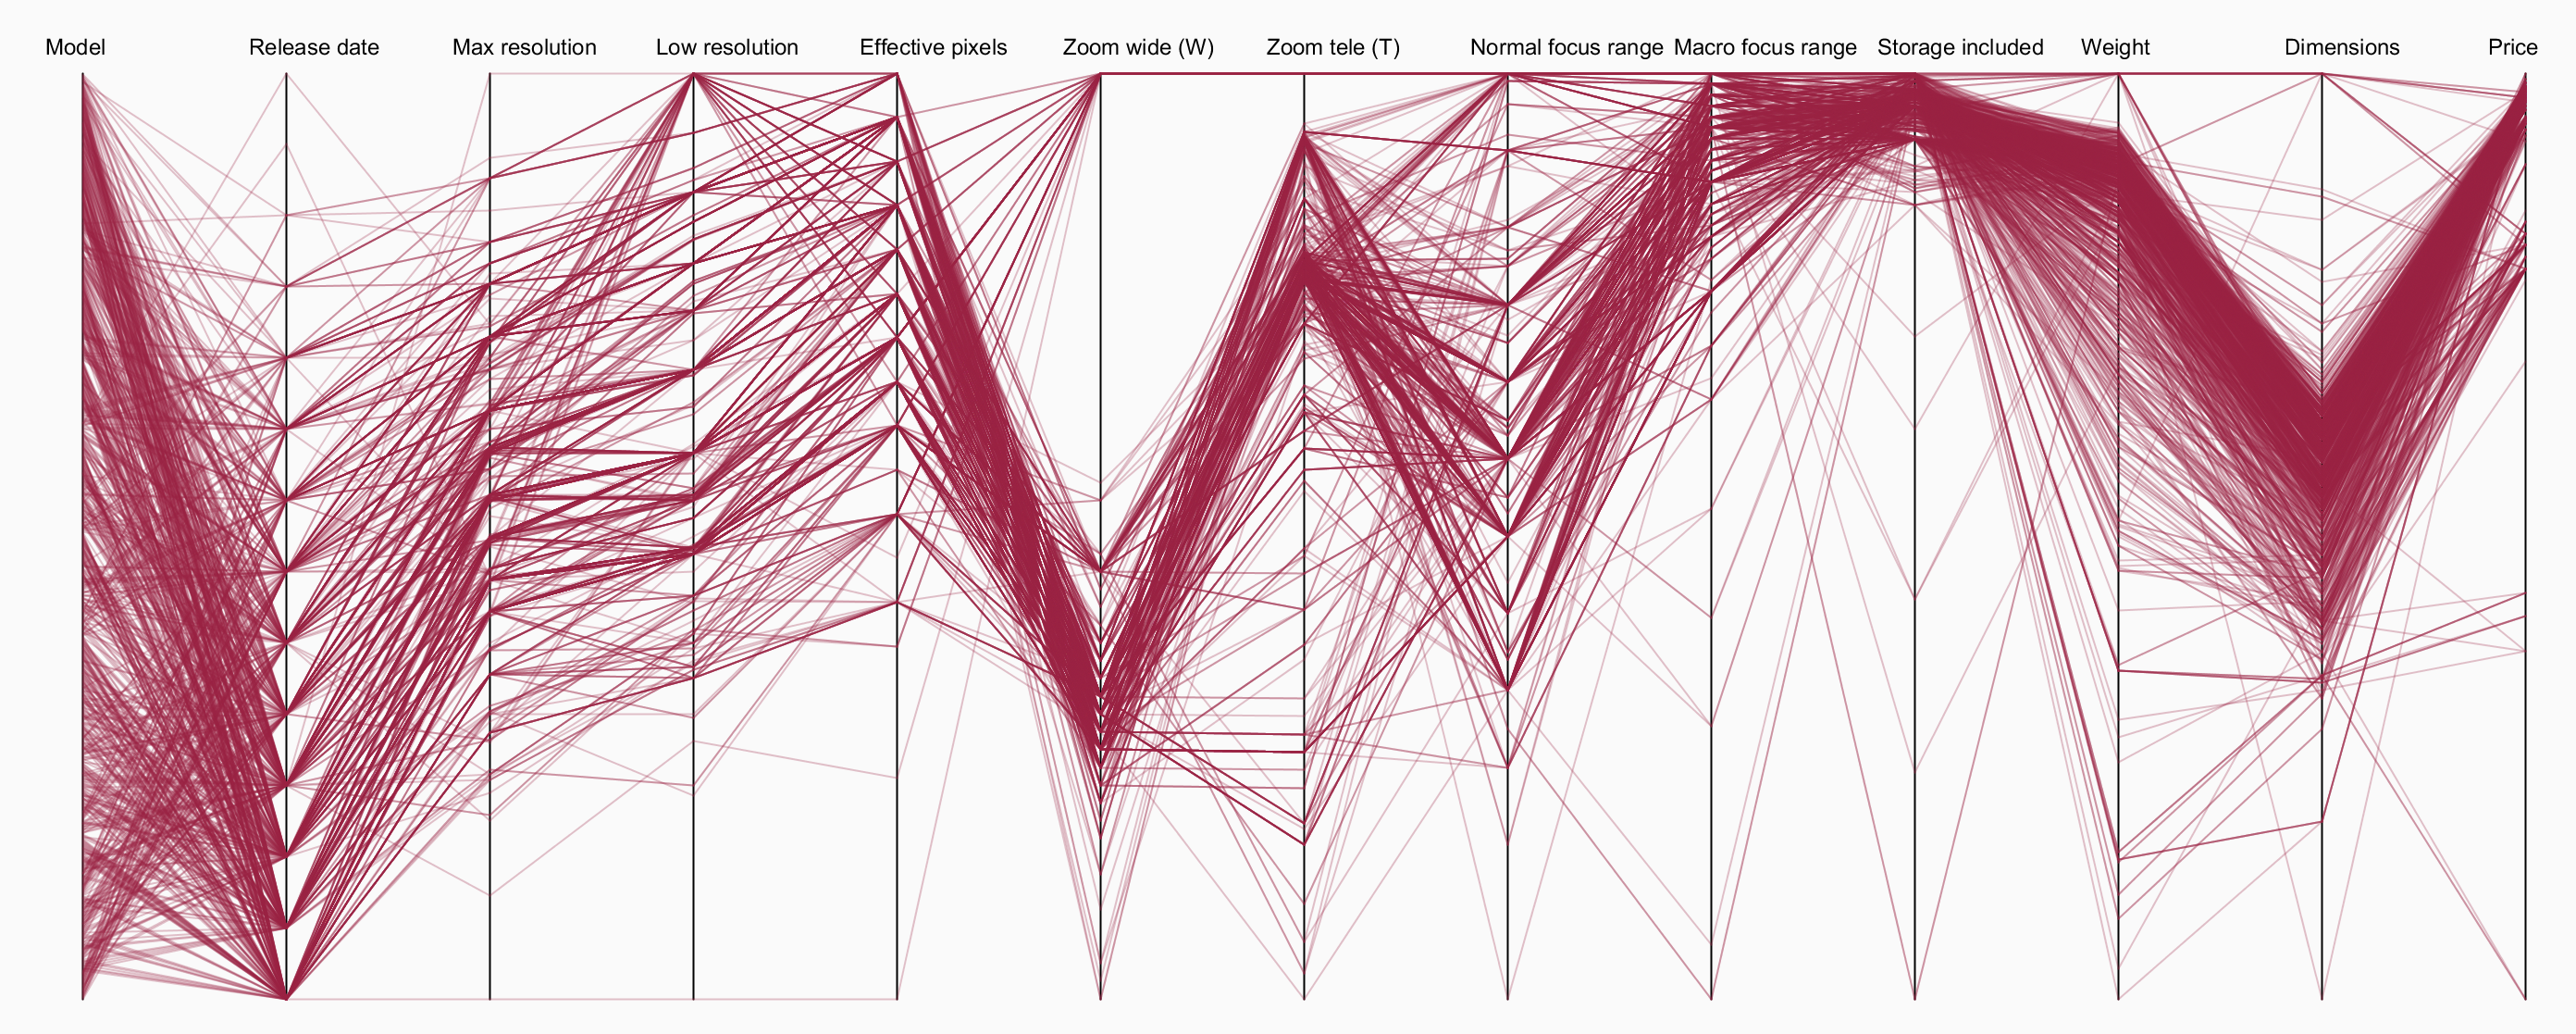 Model Release date Max resolution Low resolution Effective pixels Zoom wide (W) Zoom tele (T) Normal focus range Macro focus range Storage included Weight Dimensions Price